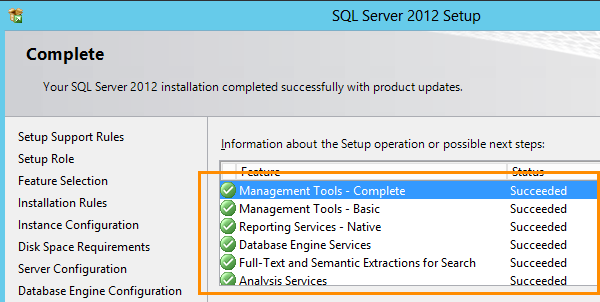 SQL Server 2012 Setup
Complete
Your SQL Server 2012 installation completed successfully with product updates.
Setup Support Rules
Setup Role
Feature Selection
Installation Rules
Instance Configuration
Disk Space Requirements
Server Configuration
Database Engine Configuration
Information about the Setup operation or possible next steps:
Feature Status
Management Tools - Complete Succeeded
Management Tools - Basic Succeeded
Reporting Services - Native Succeeded
Database Engine Services Succeeded
Full-Text and Semantic Extractions for Search Succeeded
Analysis Services Succeeded